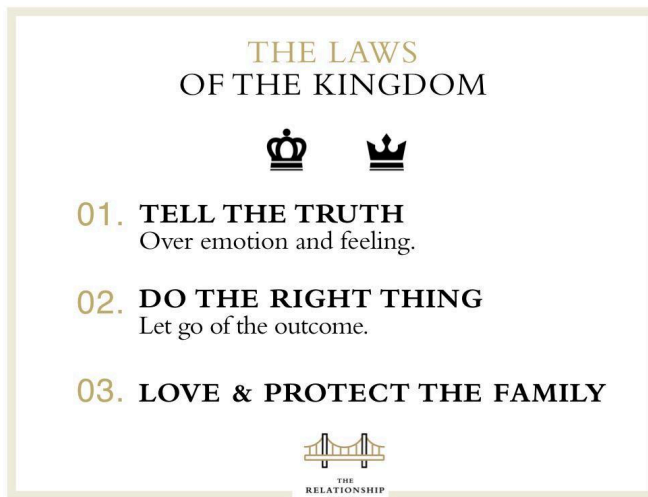 THE LAWS
OF THE KINGDOM
01. TELL THE TRUTH
Over emotion and feeling.
02. DO THE RIGHT THING
Let go of the outcome.
03. LOVE & PROTECT THE FAMILY
THE
RELATIONSHIP